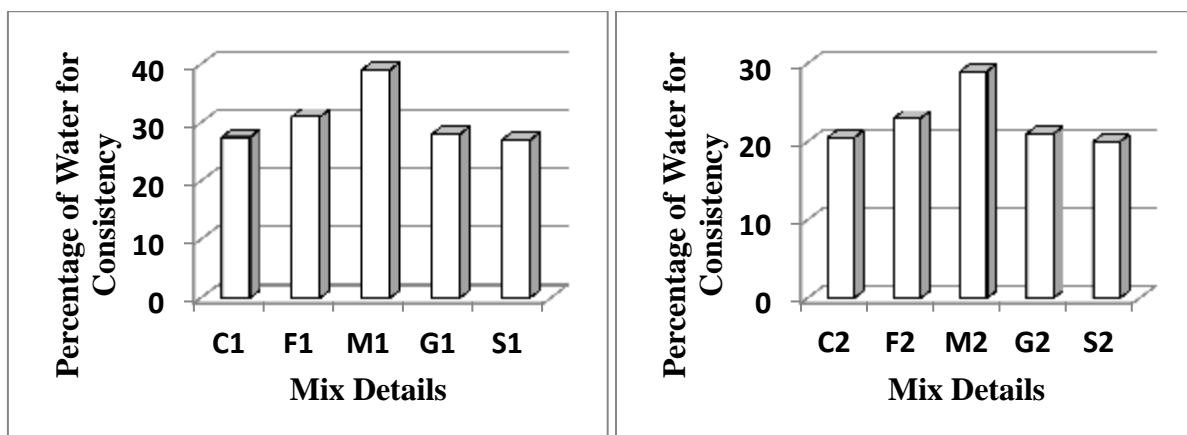 Percentage of Water for
Consistency
40
30
20
10
0
C1 F1 M1 G1 S1
Mix Details
Percentage of Water for
Consistency
30
20
10
0
C2 F2 M2 G2 S2
Mix Details